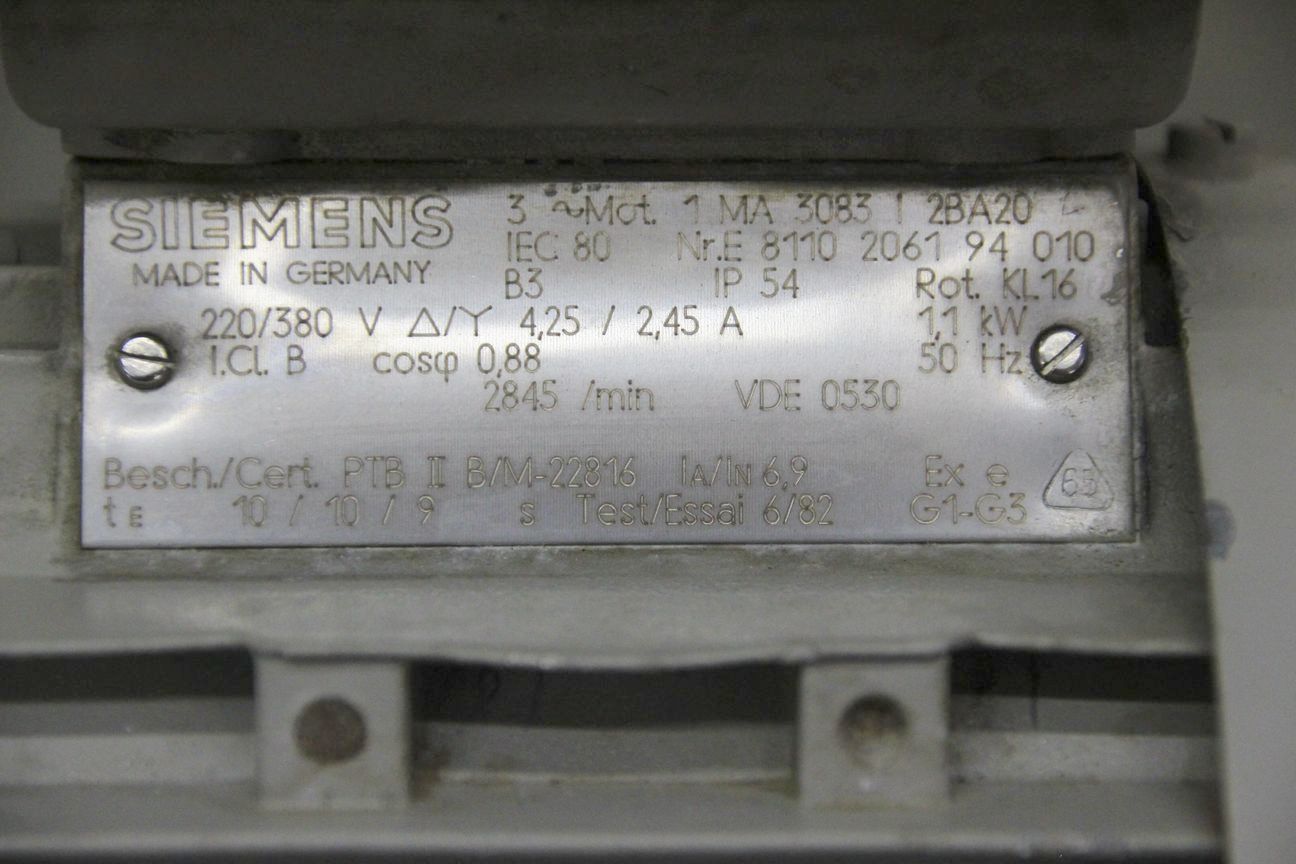 SIEMENS 3 ~Mot. 1 MA 3083 | 2BA20
IEC 80 Nr.E 8110 2061 94 010
MADE IN GERMANY B3 IP 54 Rot. KL16
220/380 V Δ/Y 4,25 / 2,45 A 1,1 kW
I.Cl. B cosφ 0,88 50 Hz
2845 /min VDE 0530
Besch./Cert. PTB II B/M-22816 IA/IN 6,9 Ex e
tE 10 / 10 / 9 s Test/Essai 6/82 G1-G3